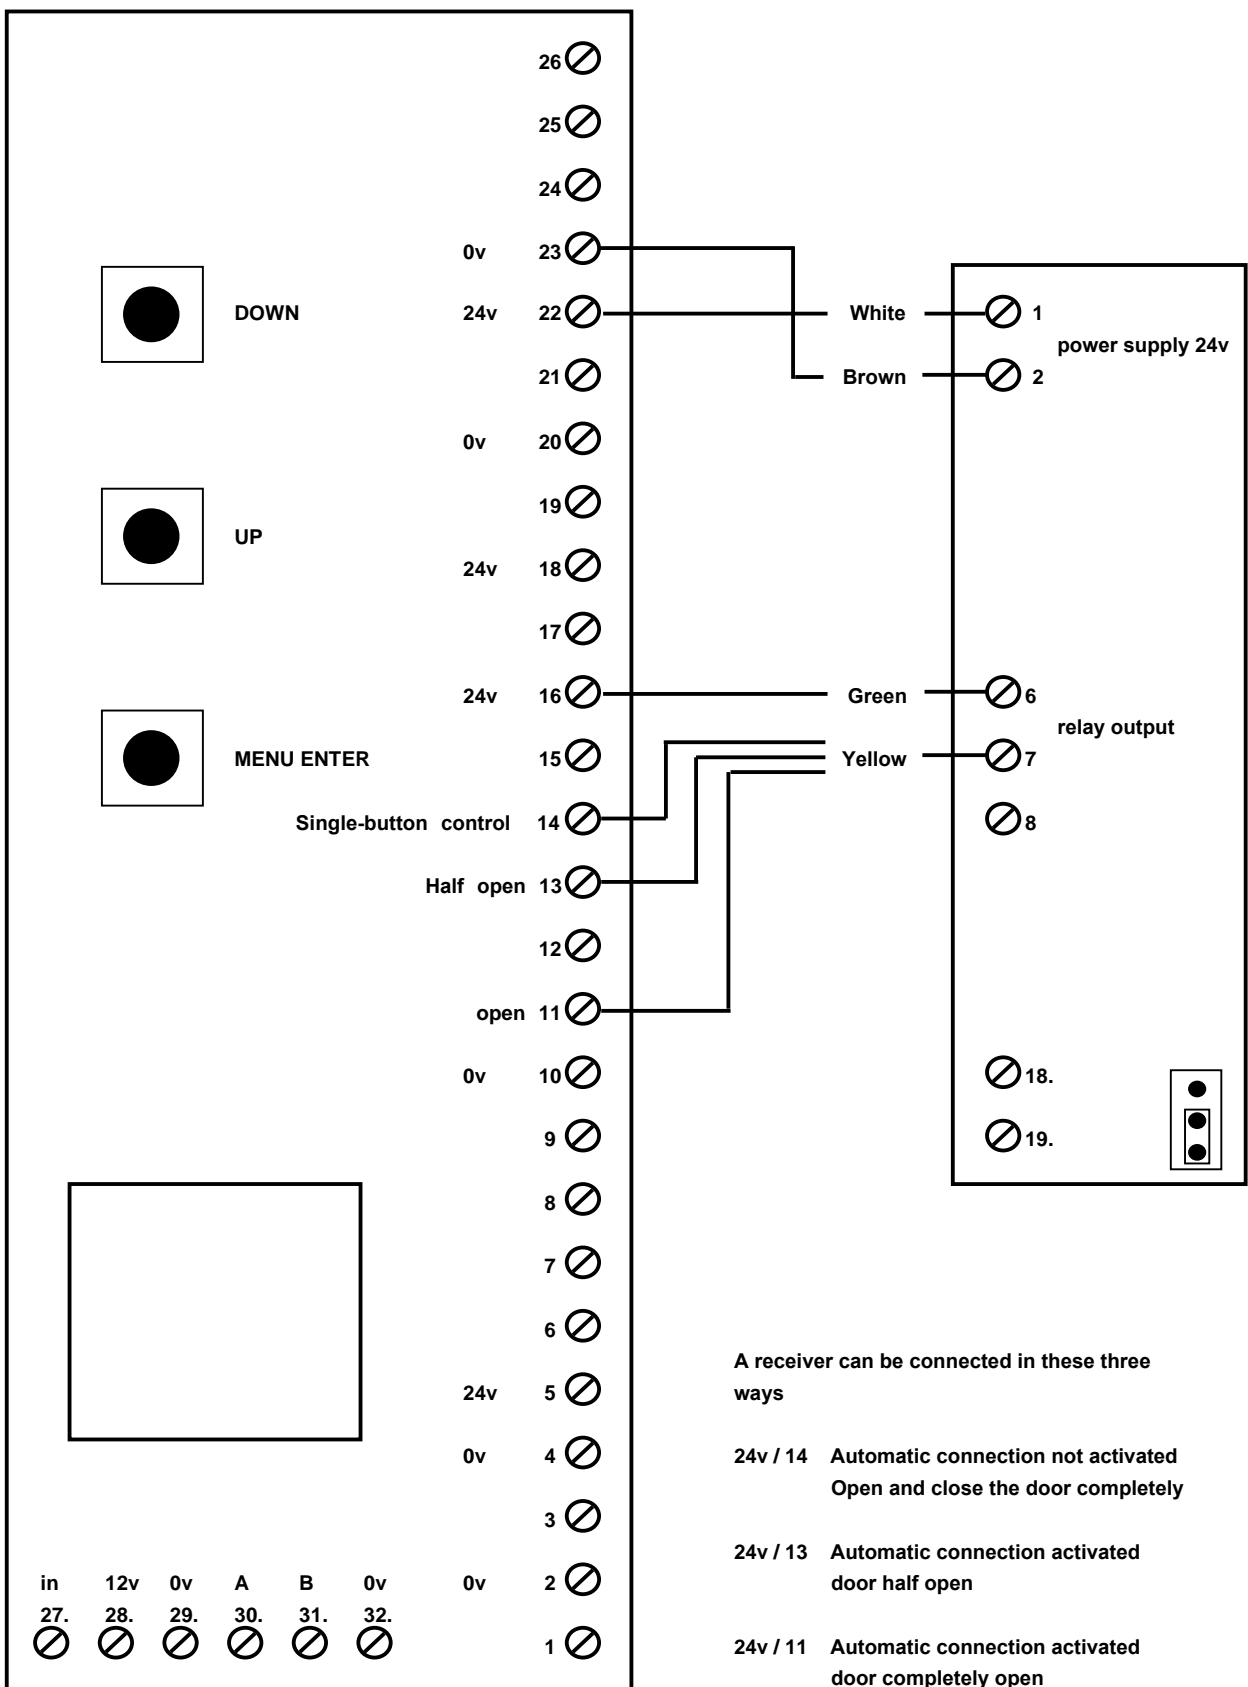 26
25
24
0v 23
DOWN 24v 22 White 1
power supply 24v
21 Brown 2
0v 20
19
UP
24v 18
17
24v 16 Green 6
relay output
MENU ENTER 15 Yellow 7
Single-button control 14 8
Half open 13
12
open 11
0v 10 18.
9 19.
8
7
6
A receiver can be connected in these three
ways
24v 5
0v 4
24v / 14 Automatic connection not activated
Open and close the door completely
3
24v / 13 Automatic connection activated
door half open
in 12v 0v A B 0v 0v 2
27. 28. 29. 30. 31. 32.
1
24v / 11 Automatic connection activated
door completely open